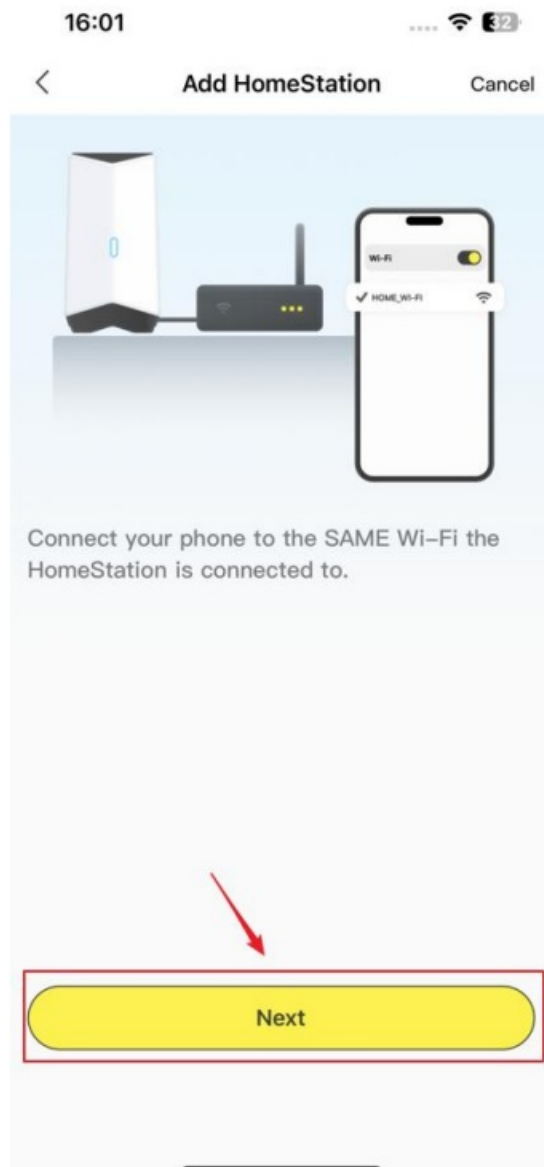 16:01
32
Add HomeStation
Cancel
Wi-Fi
HOME_WI-FI
Connect your phone to the SAME Wi-Fi the
HomeStation is connected to.
Next